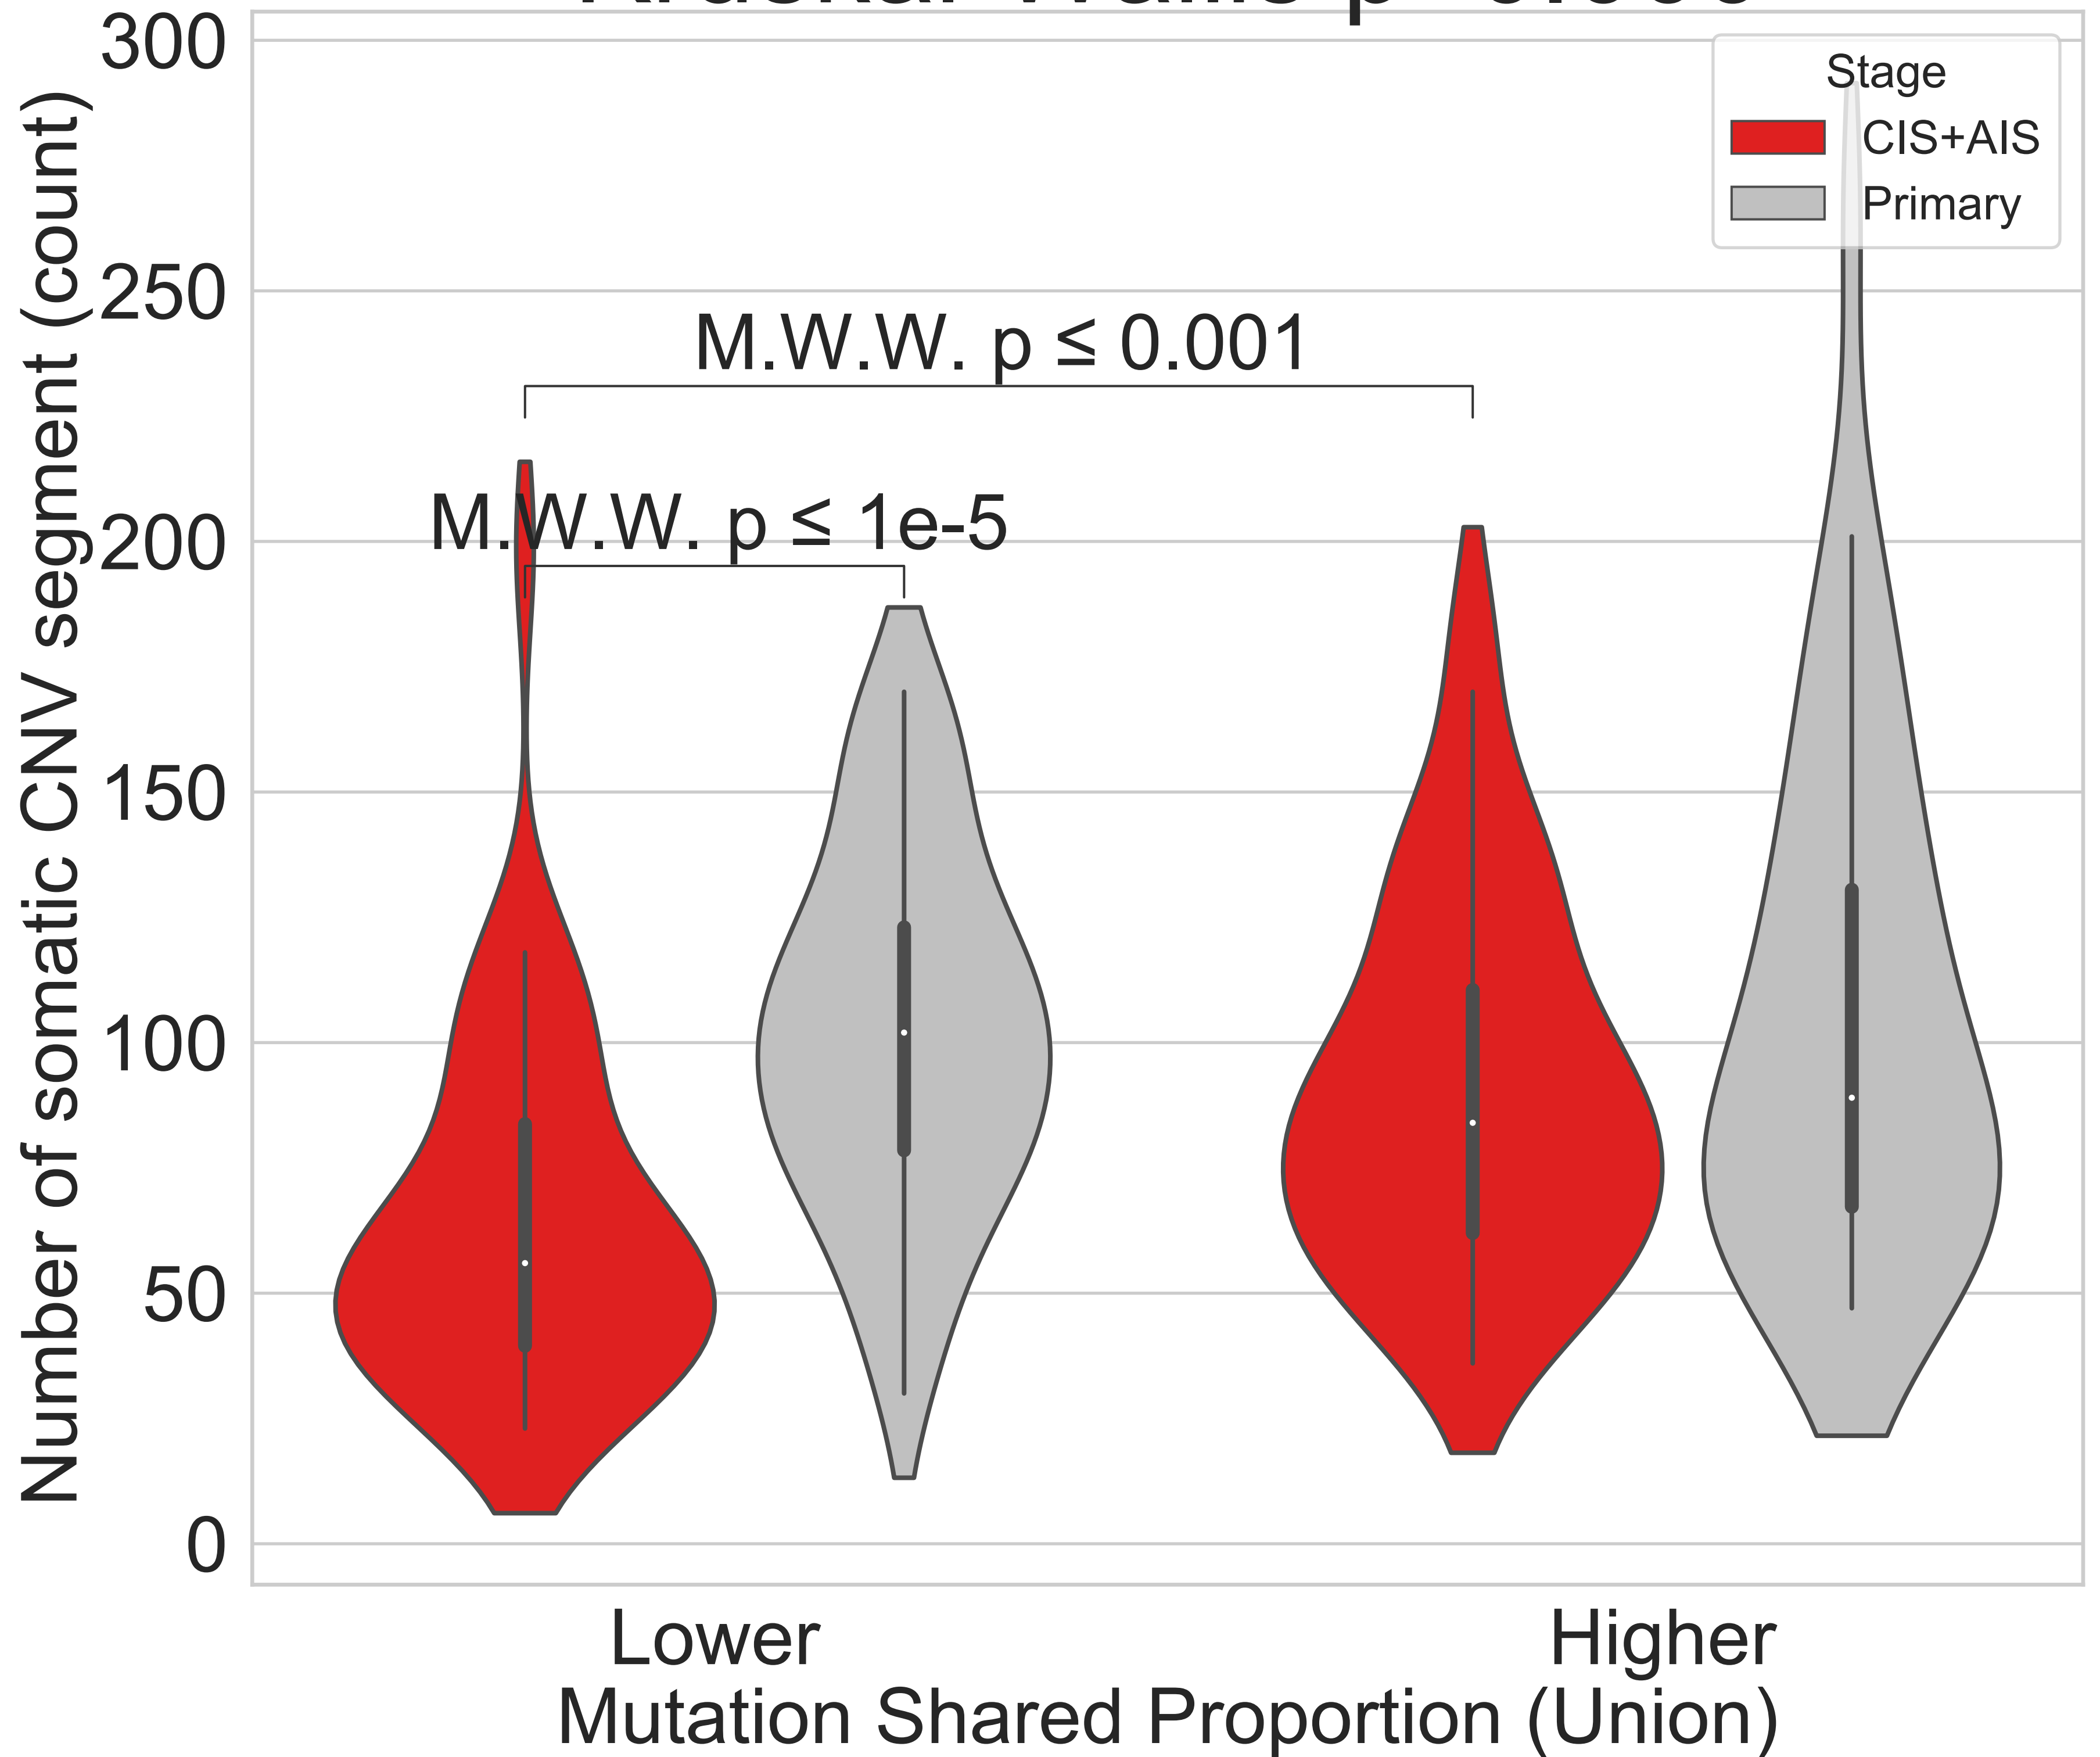 300
250
200
150
100
50
0
Number of somatic CNV segment (count)
Stage
CIS+AIS
Primary
M.W.W. p ≤ 0.001
M.W.W. p ≤ 1e-5
Lower
Higher
Mutation Shared Proportion (Union)